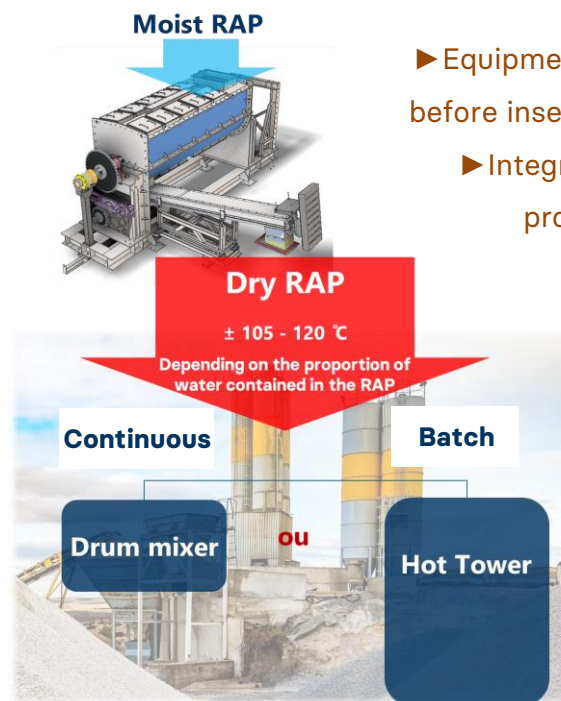 Moist RAP
►Equipme
before inse
►Integr
pro
Dry RAP
± 105 - 120 ℃
Depending on the proportion of
water contained in the RAP
Continuous
Batch
Drum mixer
ou
Hot Tower